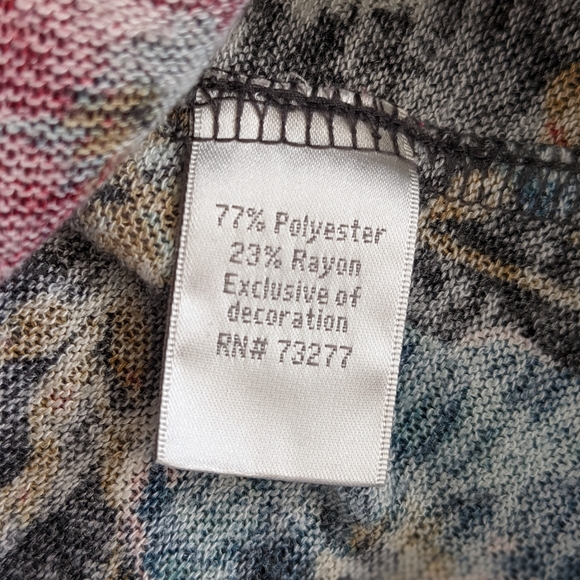 77% Polyester
23% Rayon
Exclusive of
decoration
RN# 73277